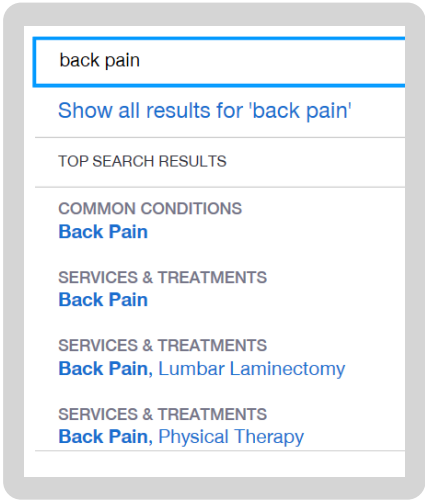 back pain
Show all results for 'back pain'
TOP SEARCH RESULTS
COMMON CONDITIONS
Back Pain
SERVICES & TREATMENTS
Back Pain
SERVICES & TREATMENTS
Back Pain, Lumbar Laminectomy
SERVICES & TREATMENTS
Back Pain, Physical Therapy